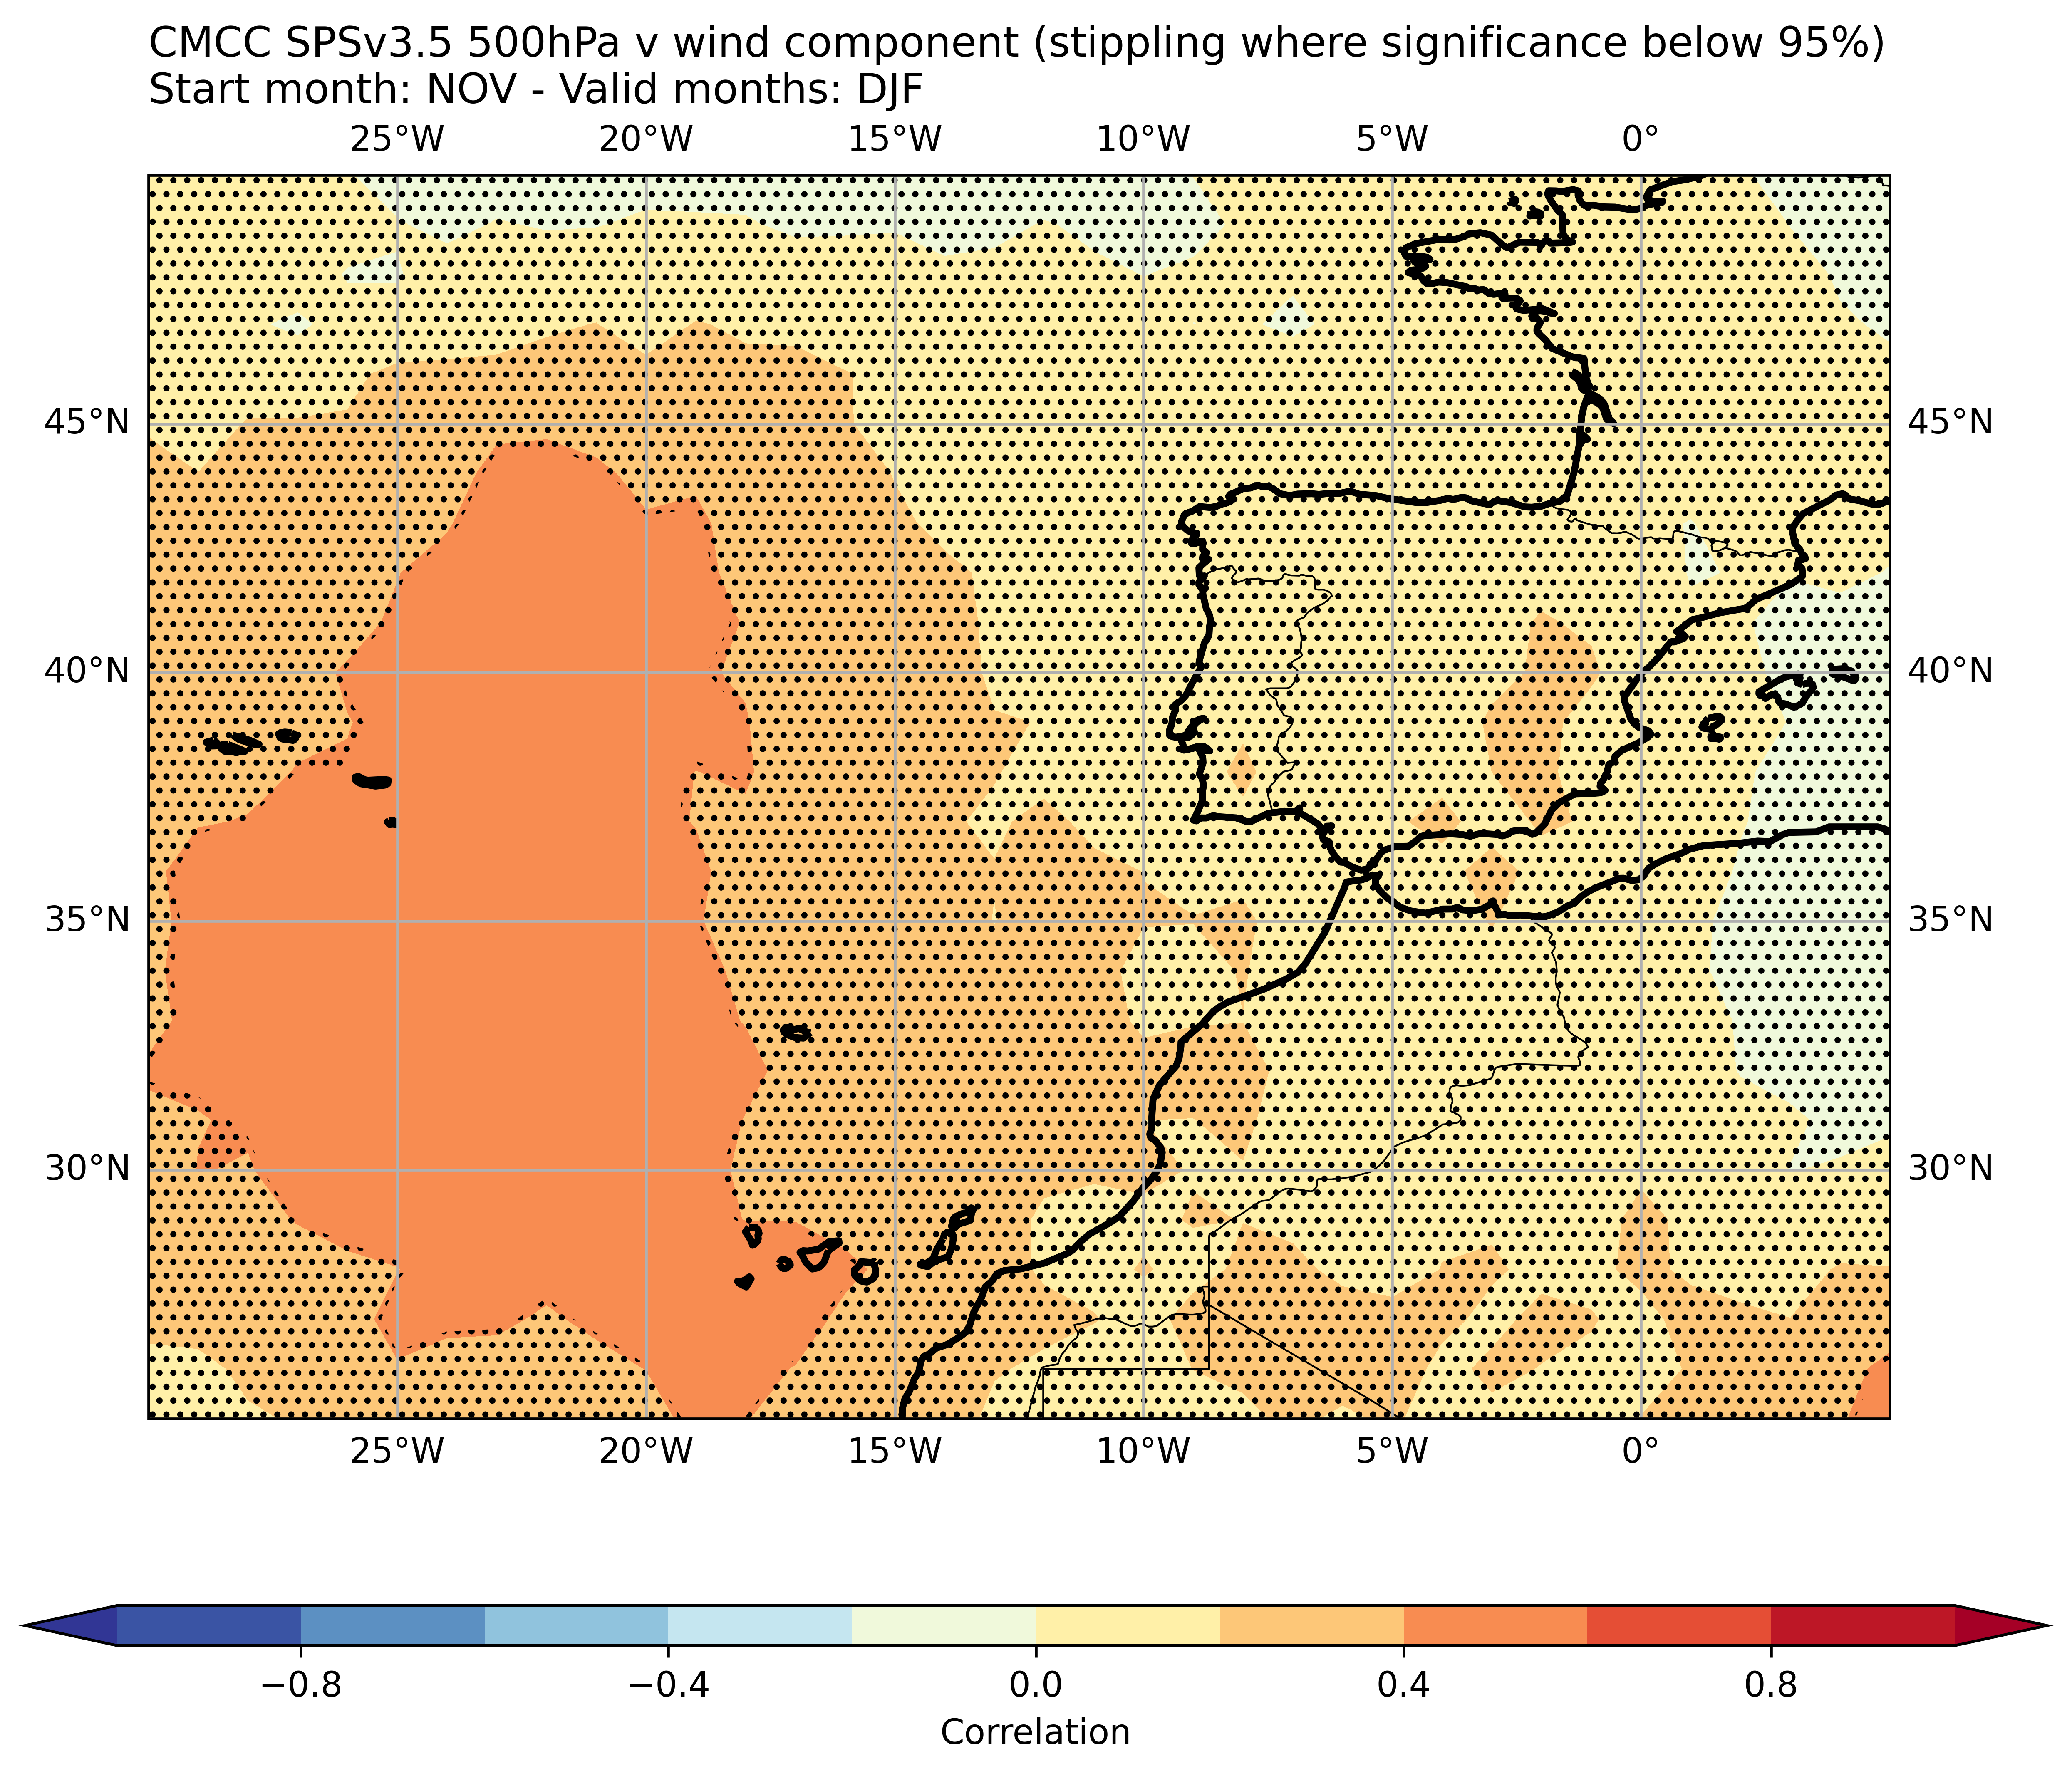 CMCC SPSv3.5 500hPa v wind component (stippling where significance below 95%)
Start month: NOV - Valid months: DJF
25°W 20°W 15°W 10°W 5°W 0°
45°N 45°N
40°N 40°N
35°N 35°N
30°N 30°N
25°W 20°W 15°W 10°W 5°W 0°
−0.8 −0.4 0.0 0.4 0.8
Correlation